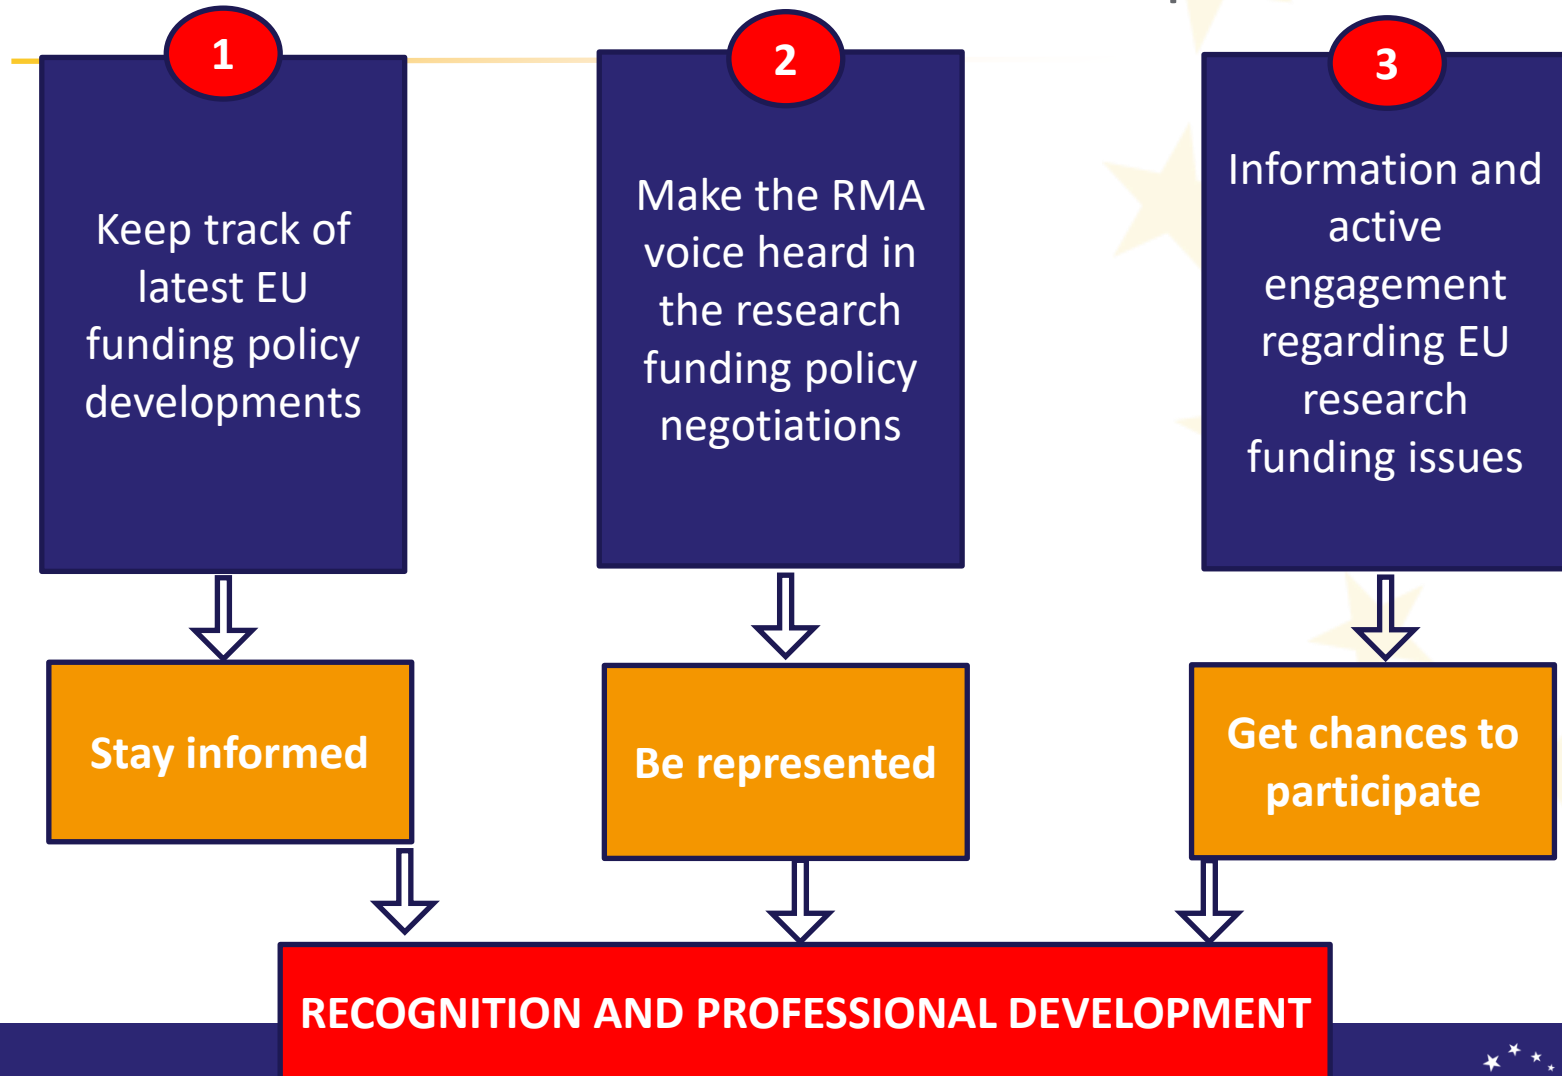 1
Keep track of
latest EU
funding policy
developments
Stay informed
2
Make the RMA
voice heard in
the research
funding policy
negotiations
Be represented
3
Information and
active
engagement
regarding EU
research
funding issues
Get chances to
participate
RECOGNITION AND PROFESSIONAL DEVELOPMENT